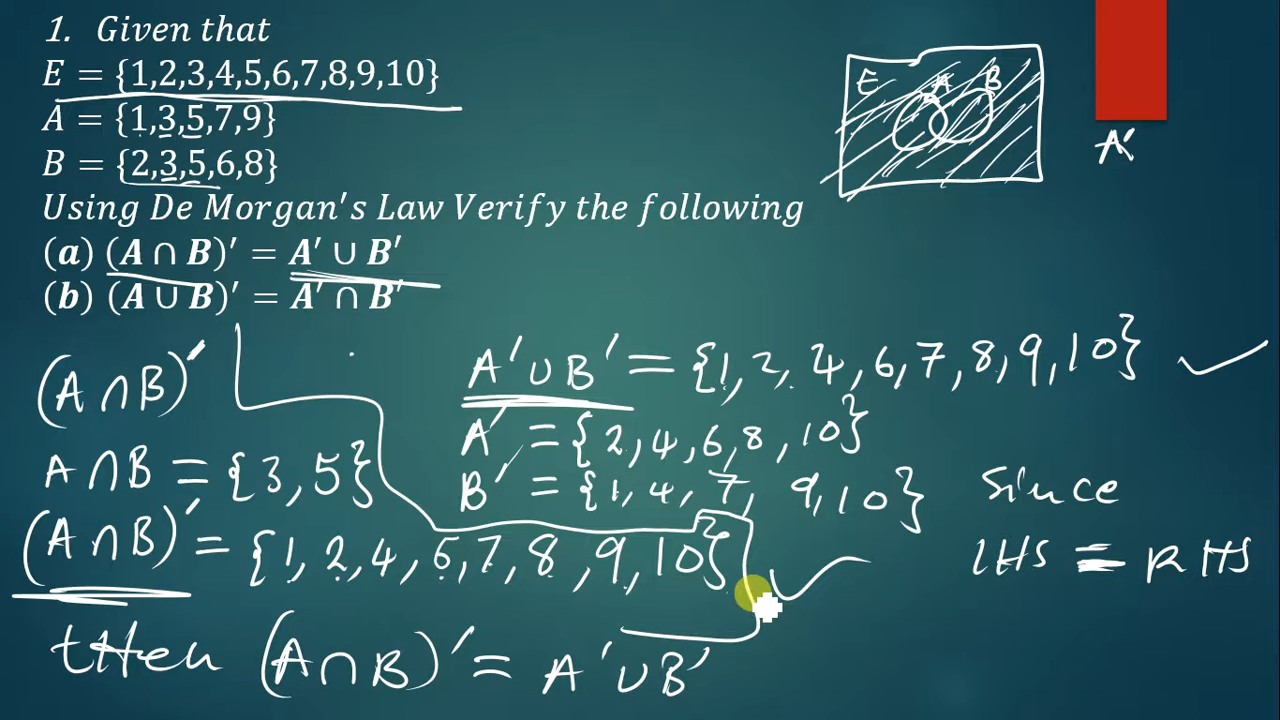 1. Given that
E = {1,2,3,4,5,6,7,8,9,10}
A = {1,3,5,7,9}
B = {2,3,5,6,8}
Using De Morgan's Law Verify the following
(a) (A ∩ B)′ = A′ ∪ B′
(b) (A ∪ B)′ = A′ ∩ B′
E A B
A′
(A ∩ B)′
A ∩ B = {3, 5}
(A ∩ B)′ = {1, 2, 4, 6, 7, 8, 9, 10}
A′ ∪ B′ = {1, 2, 4, 6, 7, 8, 9, 10}
A′ = {2, 4, 6, 8, 10}
B′ = {1, 4, 7, 9, 10}
Since
LHS = RHS
tHen (A ∩ B)′ = A′ ∪ B′